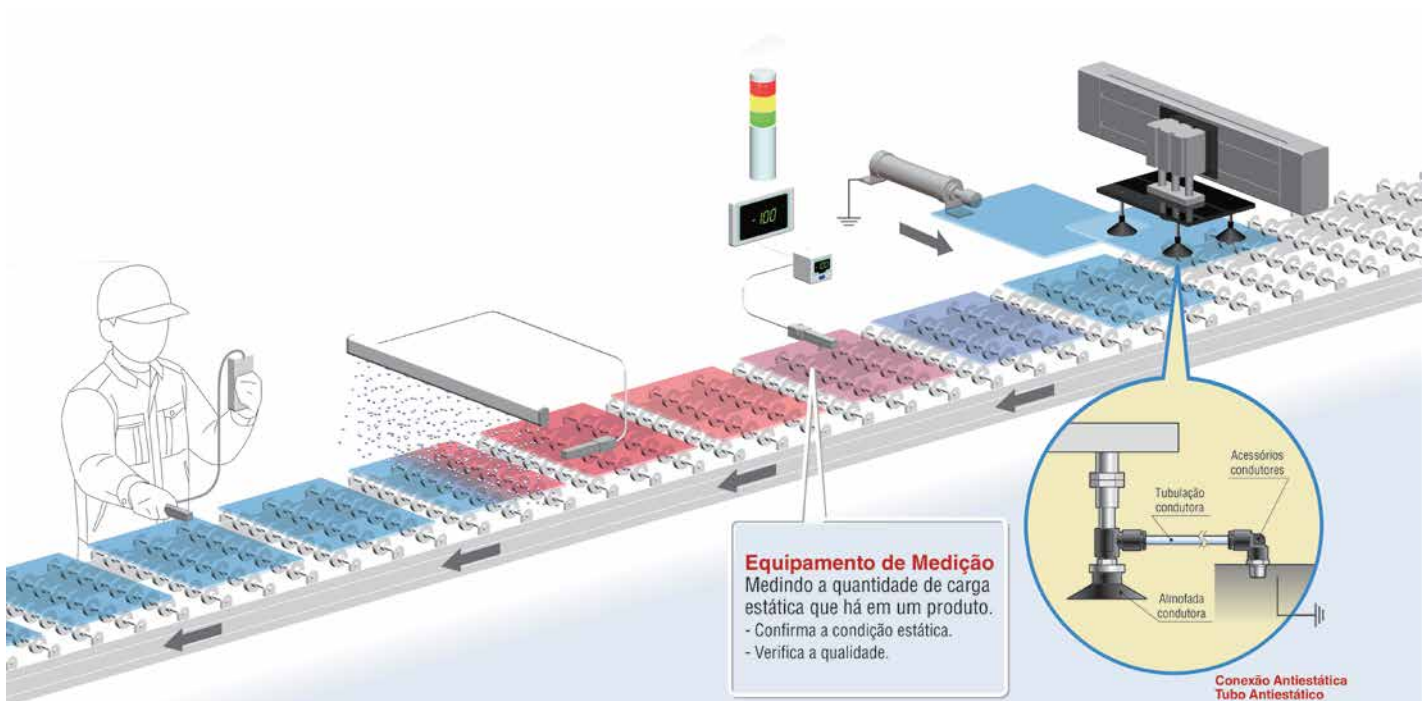 -100
-100
Acessórios
condutores
Tubulação
condutora
Almofada
condutora
Equipamento de Medição
Medindo a quantidade de carga
estática que há em um produto.
- Confirma a condição estática.
- Verifica a qualidade.
Conexão Antiestática
Tubo Antiestático